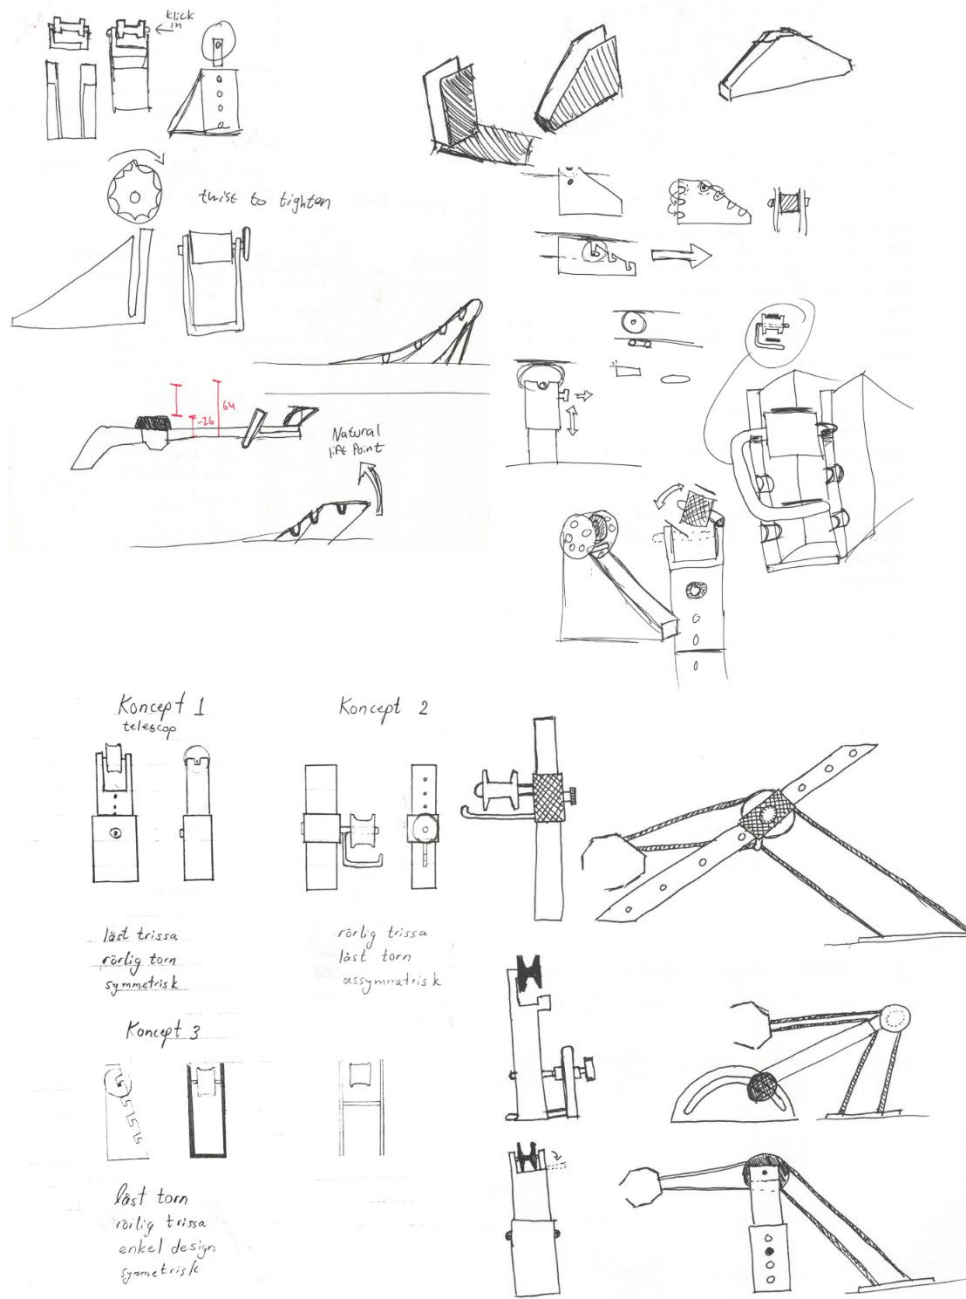 klick
in
twist to tighten
64
-26
Natural
lift Point
Koncept 1
telescop
Koncept 2
låst trissa
rörlig torn
symmetrisk
rörlig trissa
låst torn
assymmetrisk
Koncept 3
låst torn
rörlig trissa
enkel design
symmetrisk